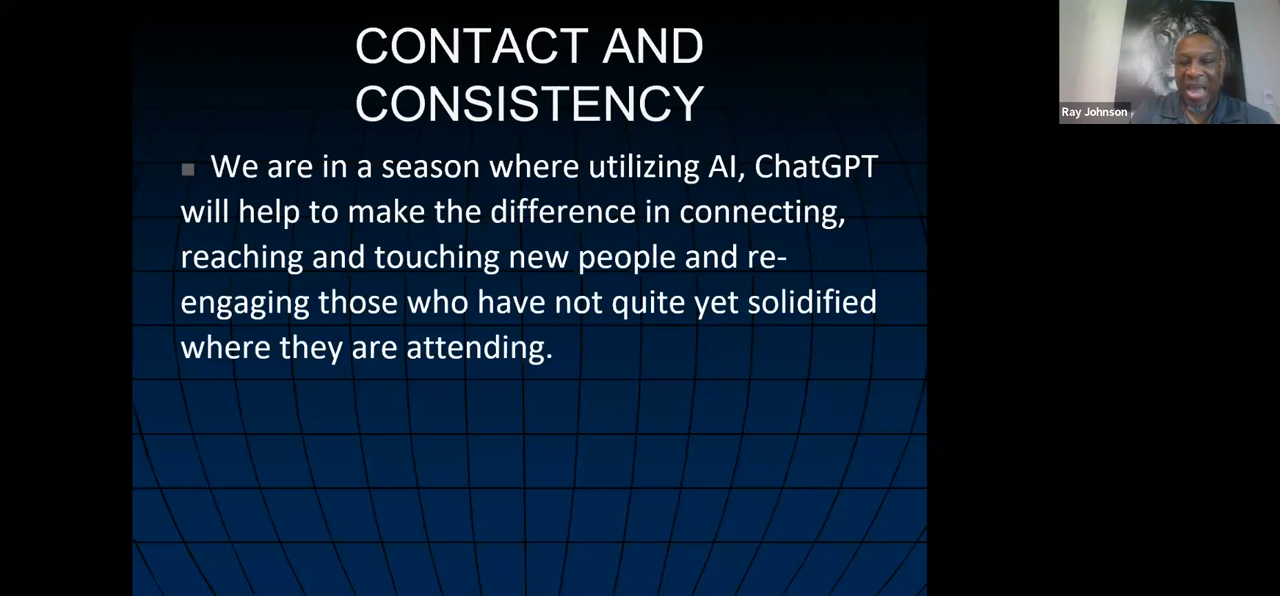 CONTACT AND
CONSISTENCY
We are in a season where utilizing AI, ChatGPT
will help to make the difference in connecting,
reaching and touching new people and re-
engaging those who have not quite yet solidified
where they are attending.
Ray Johnson